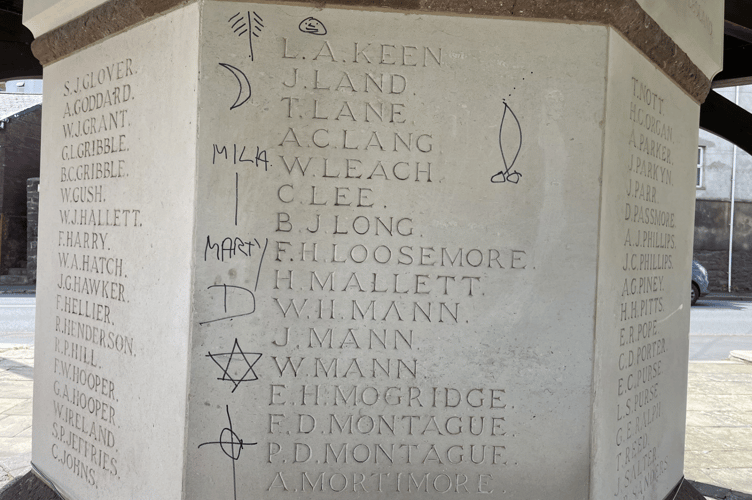 S.J.GLOVER.
A.GODDARD.
W.J.GRANT.
G.L.GRIBBLE.
B.C.GRIBBLE.
W.GUSH.
W.J.HALLETT.
F.HARRY.
W.A.HATCH.
J.G.HAWKER.
F.HELLIER.
R.HENDERSON.
R.P.HILL.
F.W.HOOPER.
G.A.HOOPER.
W.IRELAND.
S.P.JEFFRIES.
C.JOHNS.
L.A.KEEN
J.LAND.
T.LANE.
A.C.LANG
W.LEACH.
C.LEE.
B.J.LONG.
F.H.LOOSEMORE.
H.MALLETT.
W.H.MANN.
J.MANN.
W.MANN.
E.H.MOGRIDGE.
F.D.MONTAGUE.
P.D.MONTAGUE.
A.MORTIMORE.
MILIA
MARTY
D
T.NOTT.
H.C.ORGAN.
A.PARKER.
J.PARKYN.
J.PARR.
D.PASSMORE.
A.J.PHILLIPS.
J.C.PHILLIPS.
A.G.PINEY.
H.H.PITTS.
E.R.POPE.
C.D.PORTER.
E.C.PURSE.
L.S.PURSE.
T.REED.